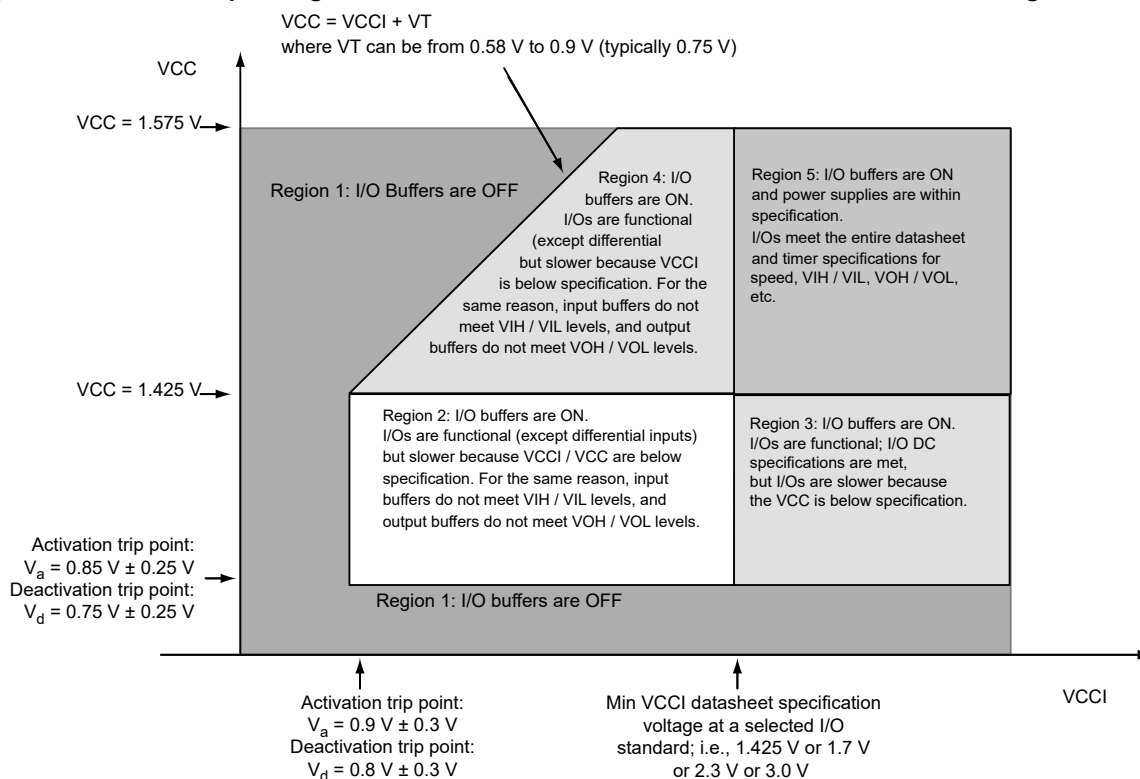 VCC = VCCI + VT
where VT can be from 0.58 V to 0.9 V (typically 0.75 V)
VCC
VCC = 1.575 V
Region 1: I/O Buffers are OFF
Region 4: I/O
buffers are ON.
I/Os are functional
(except differential
but slower because VCCI
is below specification. For the
same reason, input buffers do not
meet VIH / VIL levels, and output
buffers do not meet VOH / VOL levels.
Region 5: I/O buffers are ON
and power supplies are within
specification.
I/Os meet the entire datasheet
and timer specifications for
speed, VIH / VIL, VOH / VOL,
etc.
VCC = 1.425 V
Region 2: I/O buffers are ON.
I/Os are functional (except differential inputs)
but slower because VCCI / VCC are below
specification. For the same reason, input
buffers do not meet VIH / VIL levels, and
output buffers do not meet VOH / VOL levels.
Region 3: I/O buffers are ON.
I/Os are functional; I/O DC
specifications are met,
but I/Os are slower because
the VCC is below specification.
Activation trip point:
Va = 0.85 V ± 0.25 V
Deactivation trip point:
Vd = 0.75 V ± 0.25 V
Region 1: I/O buffers are OFF
VCCI
Activation trip point:
Va = 0.9 V ± 0.3 V
Deactivation trip point:
Vd = 0.8 V ± 0.3 V
Min VCCI datasheet specification
voltage at a selected I/O
standard; i.e., 1.425 V or 1.7 V
or 2.3 V or 3.0 V